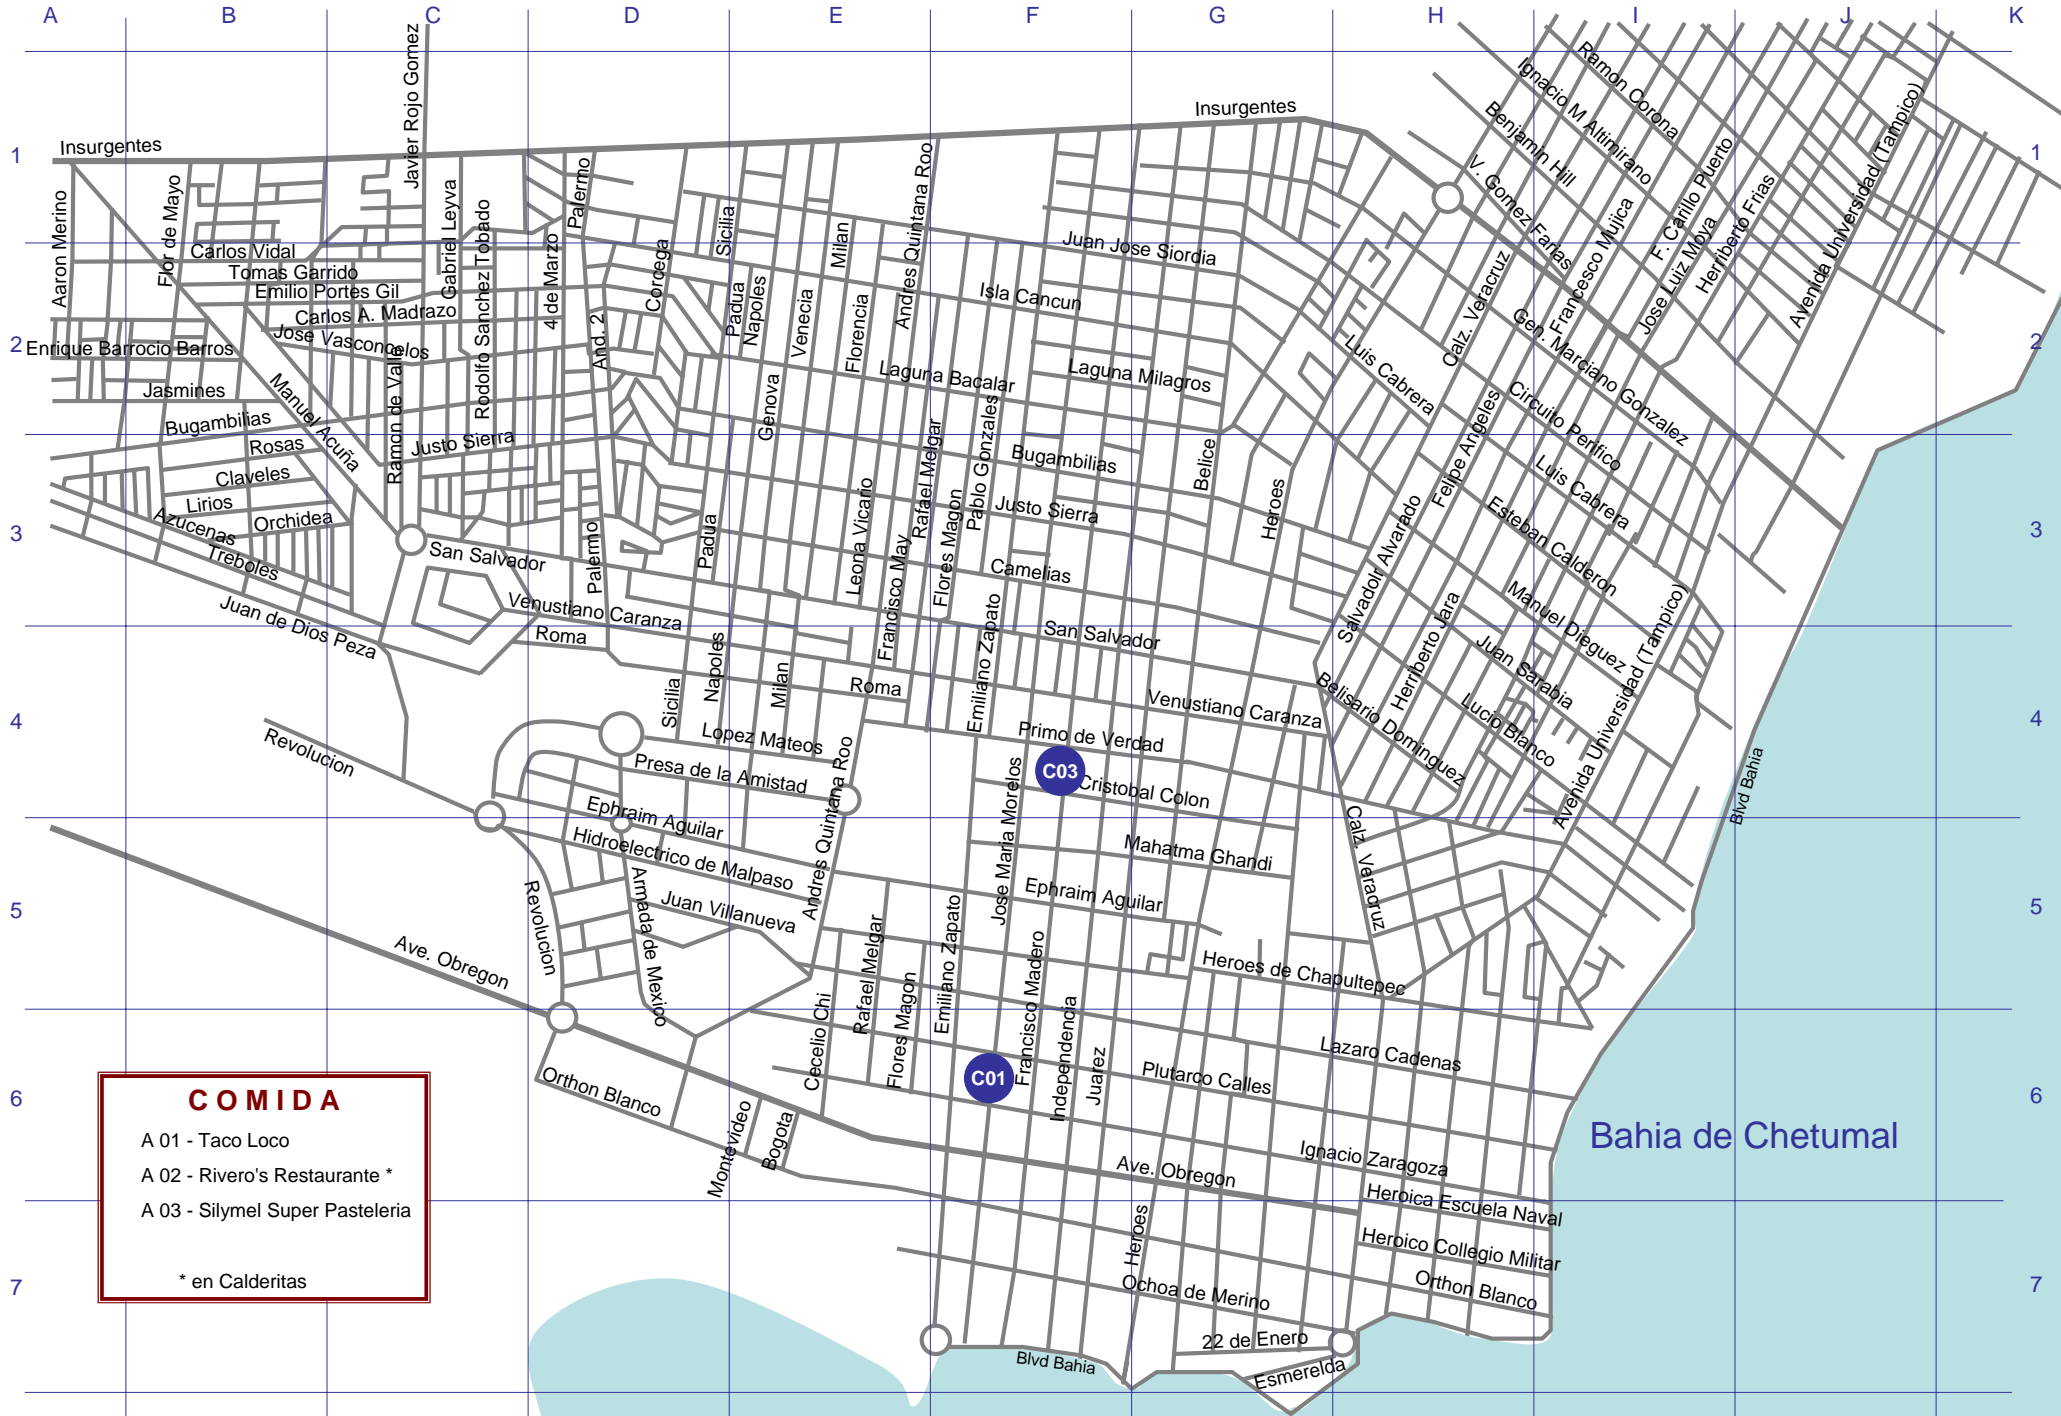 A B C D E F G H I J K
1
2
3
4
5
6
7
1
2
3
4
5
6
7
Insurgentes
Insurgentes
Javier Rojo Gomez
Aaron Merino
Flor de Mayo
Carlos Vidal
Tomas Garrido
Emilio Portes Gil
Carlos A. Madrazo
Jose Vasconcelos
Enrique Barrocio Barros
Jasmines
Bugambilias
Rosas
Claveles
Lirios
Orchidea
Azucenas
Treboles
Juan de Dios Peza
Manuel Acuña
Ramon de Valle
Justo Sierra
Gabriel Leyva
Rodolfo Sanchez Tobado
4 de Marzo
Palermo
And. 2
Corcega
Sicilia
Padua
Napoles
Genova
Venecia
Milan
Florencia
Andres Quintana Roo
Juan Jose Siordia
Isla Cancun
Laguna Bacalar
Laguna Milagros
Bugambilias
Justo Sierra
Camelias
San Salvador
San Salvador
Venustiano Caranza
Venustiano Caranza
Roma
Roma
Palermo
Padua
Leona Vicario
Francisco May
Rafael Melgar
Flores Magon
Pablo Gonzales
Emiliano Zapato
Belice
Heroes
Ramon Corona
Ignacio M Altimirano
Benjamin Hill
V. Gomez Farias
Francesco Mujica
F. Carillo Puerto
Jose Luiz Moya
Herriberto Frias
Avenida Universidad (Tampico)
Calz. Veracruz
Gen. Marciano Gonzalez
Luis Cabrera
Circuito Perifico
Luis Cabrera
Felipe Angeles
Salvadoir Alvarado
Esteban Calderon
Manuel Dieguez
Juan Sarabia
Lucio Blanco
Herriberto Jara
Belisario Dominguez
Avenida Universidad (Tampico)
Blvd Bahia
Sicilia
Napoles
Milan
Lopez Mateos
Presa de la Amistad
Ephraim Aguilar
Hidroelectrico de Malpaso
Juan Villanueva
Armada de Mexico
Revolucion
Revolucion
Ave. Obregon
Andres Quintana Roo
Primo de Verdad
C03
Cristobal Colon
Mahatma Ghandi
Ephraim Aguilar
Jose Maria Morelos
Calz. Veracruz
Heroes de Chapultepec
Emiliano Zapato
Rafael Melgar
Flores Magon
Cecelio Chi
Francisco Madero
Independencia
Juarez
C01
Lazaro Cadenas
Plutarco Calles
Ignacio Zaragoza
Ave. Obregon
Heroica Escuela Naval
Heroico Collegio Militar
Orthon Blanco
Orthon Blanco
Montevideo
Bogota
Heroes
Ochoa de Merino
22 de Enero
Esmerelda
Blvd Bahia
Bahia de Chetumal
COMIDA
A 01 - Taco Loco
A 02 - Rivero's Restaurante *
A 03 - Silymel Super Pasteleria
* en Calderitas